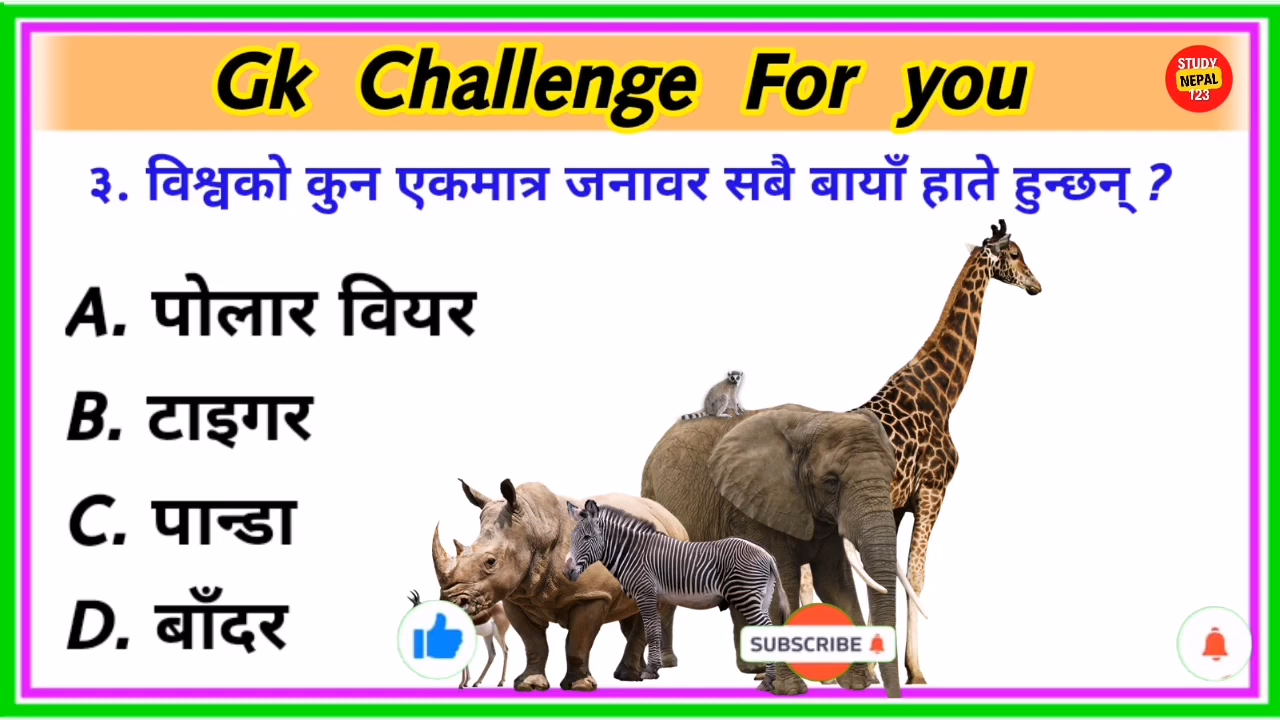 Gk Challenge For you
STUDY
NEPAL
123
३. विश्वको कुन एकमात्र जनावर सबै बायाँ हाते हुन्छन् ?
A. पोलार वियर
B. टाइगर
C. पान्डा
D. बाँदर
SUBSCRIBE